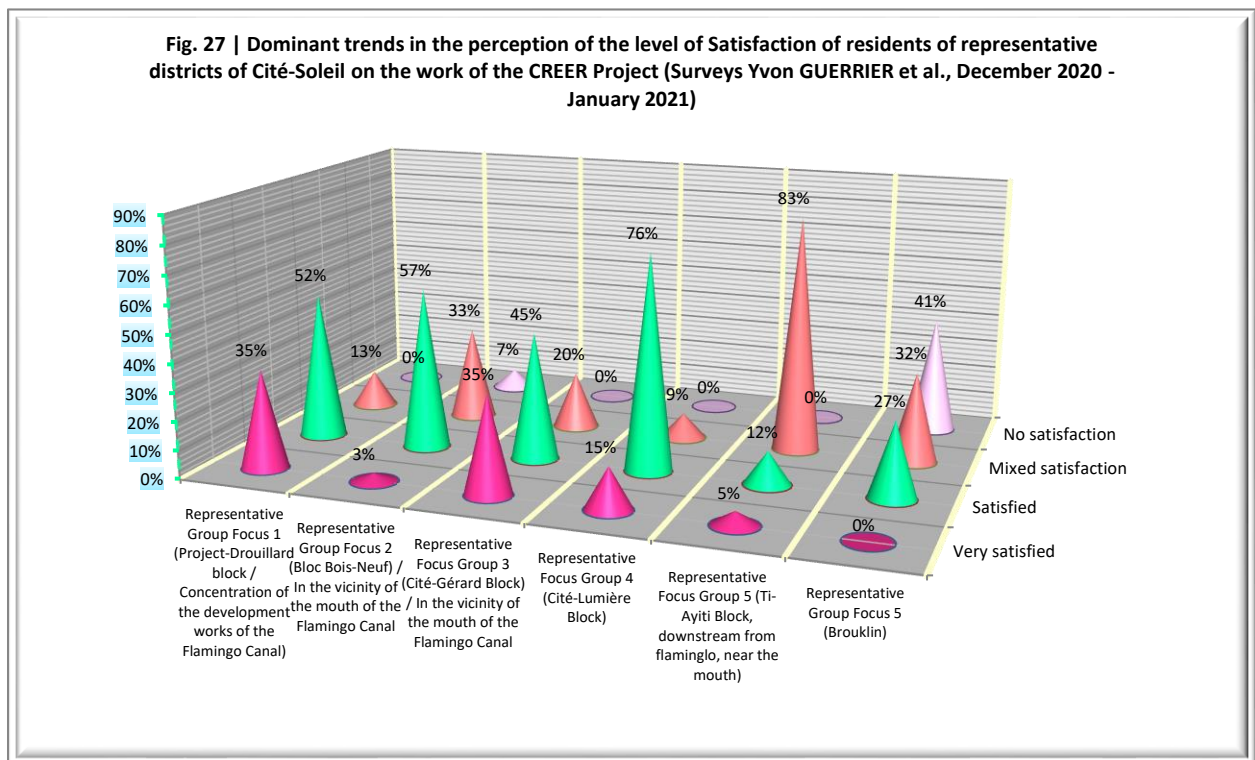 Fig. 27 | Dominant trends in the perception of the level of Satisfaction of residents of representative
districts of Cité-Soleil on the work of the CREER Project (Surveys Yvon GUERRIER et al., December 2020 -
January 2021)
90%
80%
70%
60%
50%
40%
30%
20%
10%
0%
35%
52%
13%
0%
3%
57%
33%
7%
35%
45%
20%
0%
15%
76%
9%
0%
5%
12%
83%
0%
0%
27%
32%
41%
No satisfaction
Mixed satisfaction
Satisfied
Very satisfied
Representative
Group Focus 1
(Project-Drouillard
block /
Concentration of
the development
works of the
Flamingo Canal)
Representative
Group Focus 2
(Bloc Bois-Neuf) /
In the vicinity of
the mouth of the
Flamingo Canal
Representative
Focus Group 3
(Cité-Gérard Block)
/ In the vicinity of
the mouth of the
Flamingo Canal
Representative
Focus Group 4
(Cité-Lumière
Block)
Representative
Focus Group 5 (Ti-
Ayiti Block,
downstream from
flaminglo, near the
mouth)
Representative
Group Focus 5
(Brouklin)